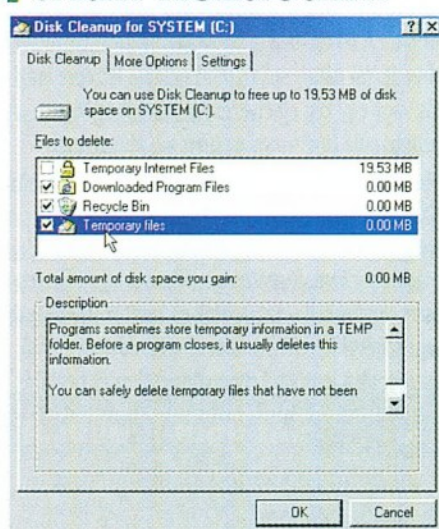 Disk Cleanup for SYSTEM (C:)
Disk Cleanup More Options Settings
You can use Disk Cleanup to free up to 19.53 MB of disk
space on SYSTEM (C:).
Files to delete:
Temporary Internet Files 19.53 MB
Downloaded Program Files 0.00 MB
Recycle Bin 0.00 MB
Temporary files 0.00 MB
Total amount of disk space you gain: 0.00 MB
Description
Programs sometimes store temporary information in a TEMP
folder. Before a program closes, it usually deletes this
information.
You can safely delete temporary files that have not been
OK Cancel